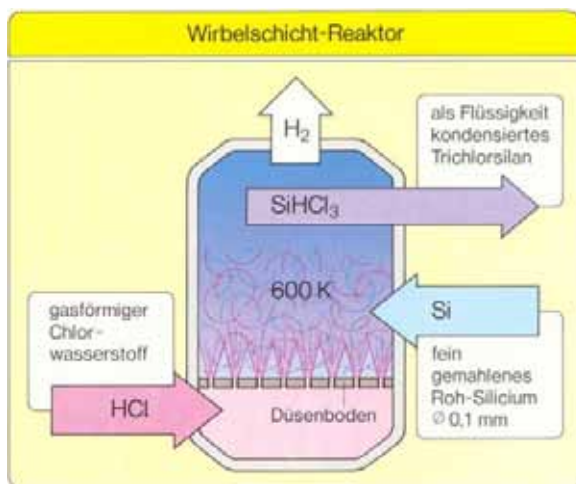 Wirbelschicht-Reaktor
H2
als Flüssigkeit
kondensiertes
Trichlorsilan
SiHCl3
600 K
gasförmiger
Chlor-
wasserstoff
Si
HCl
Düsenboden
fein
gemahlenes
Roh-Silicium
∅ 0,1 mm